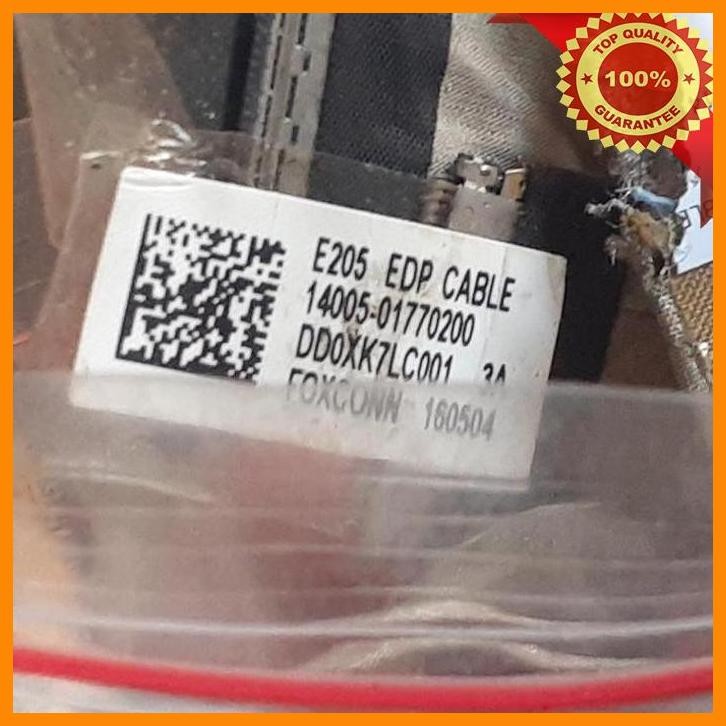 TOP QUALITY
100%
GUARANTEE
E205 EDP CABLE
14005-01770200
DD0XK7LC001 3A
FOXCONN 160504